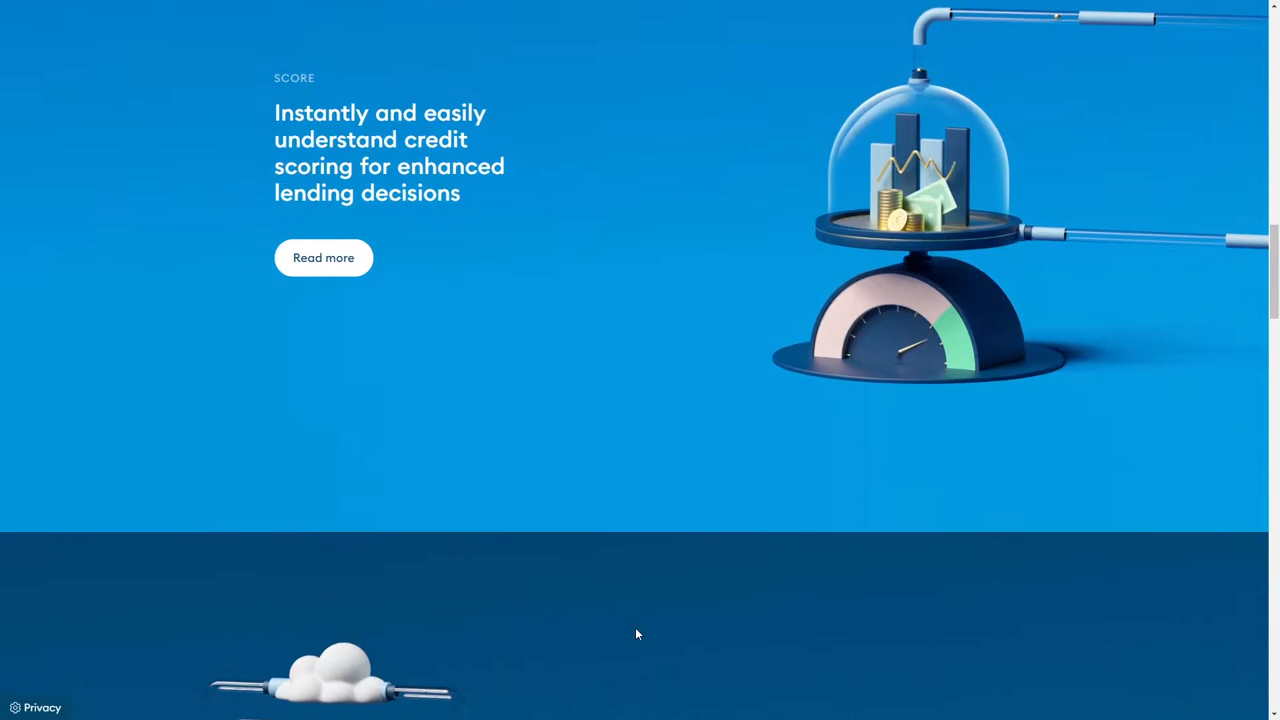 SCORE
Instantly and easily
understand credit
scoring for enhanced
lending decisions
Read more
Privacy